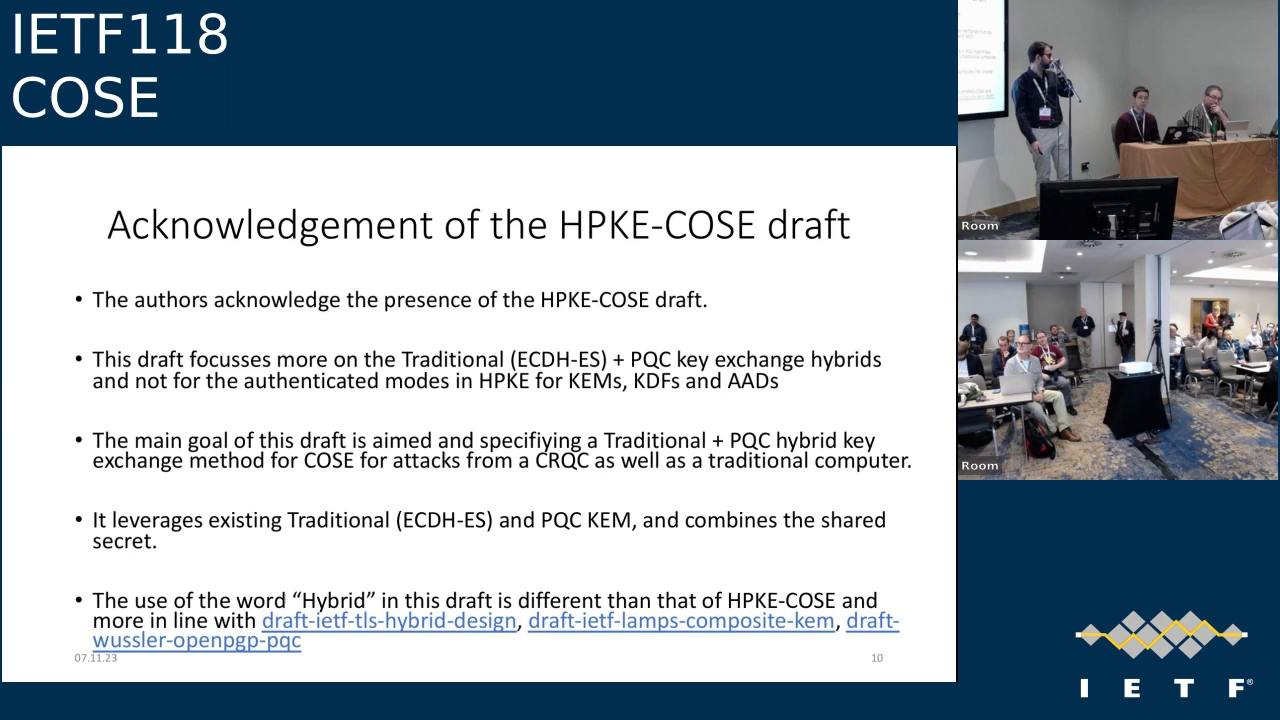 IETF118
COSE
Acknowledgement of the HPKE-COSE draft
• The authors acknowledge the presence of the HPKE-COSE draft.
• This draft focusses more on the Traditional (ECDH-ES) + PQC key exchange hybrids
and not for the authenticated modes in HPKE for KEMs, KDFs and AADs
• The main goal of this draft is aimed and specifiying a Traditional + PQC hybrid key
exchange method for COSE for attacks from a CRQC as well as a traditional computer.
• It leverages existing Traditional (ECDH-ES) and PQC KEM, and combines the shared
secret.
• The use of the word “Hybrid” in this draft is different than that of HPKE-COSE and
more in line with draft-ietf-tls-hybrid-design, draft-ietf-lamps-composite-kem, draft-
wussler-openpgp-pqc
07.11.23
10
Room
Room
I E T F®